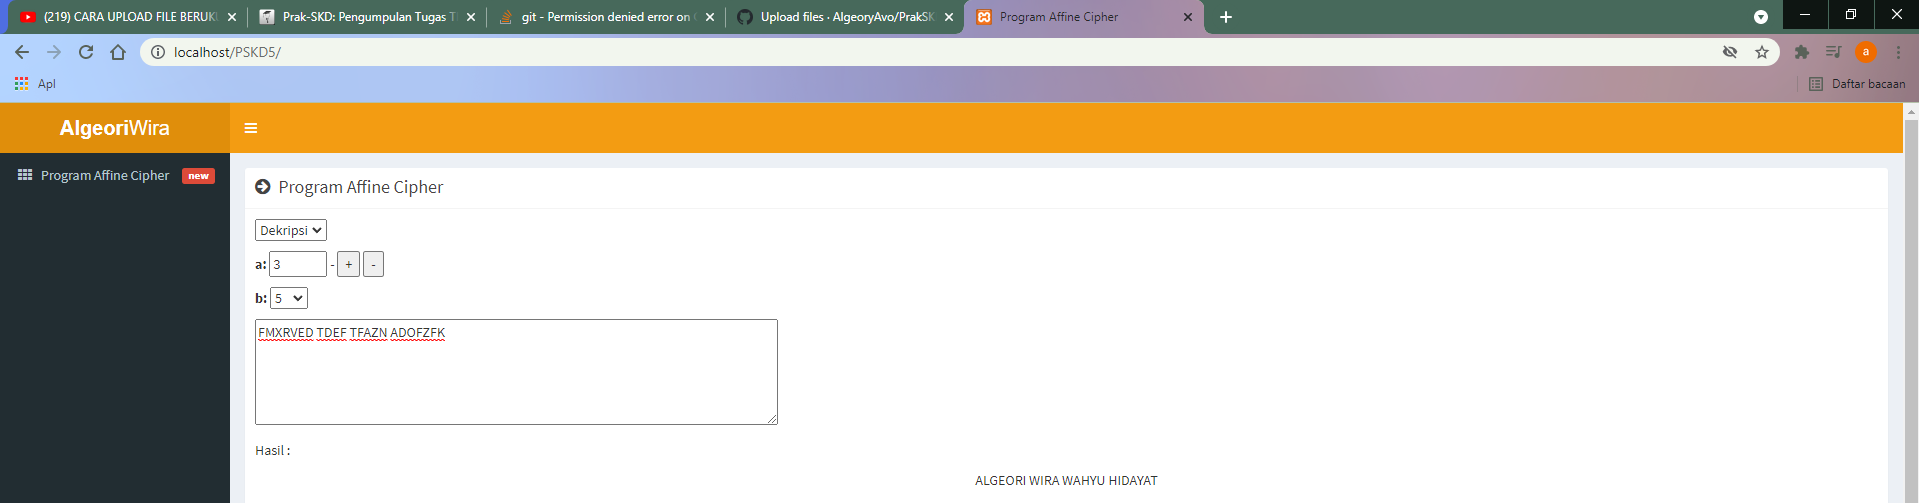 (219) CARA UPLOAD FILE BERUK
Prak-SKD: Pengumpulan Tugas T
git - Permission denied error on
Upload files · AlgeoryAvo/PrakSK
Program Affine Cipher
localhost/PSKD5/
a
Apl
Daftar bacaan
AlgeoriWira
Program Affine Cipher new
Program Affine Cipher
Dekripsi
a: 3 - + -
b: 5
FMXRVED TDEF TFAZN ADOFZFK
Hasil :
ALGEORI WIRA WAHYU HIDAYAT